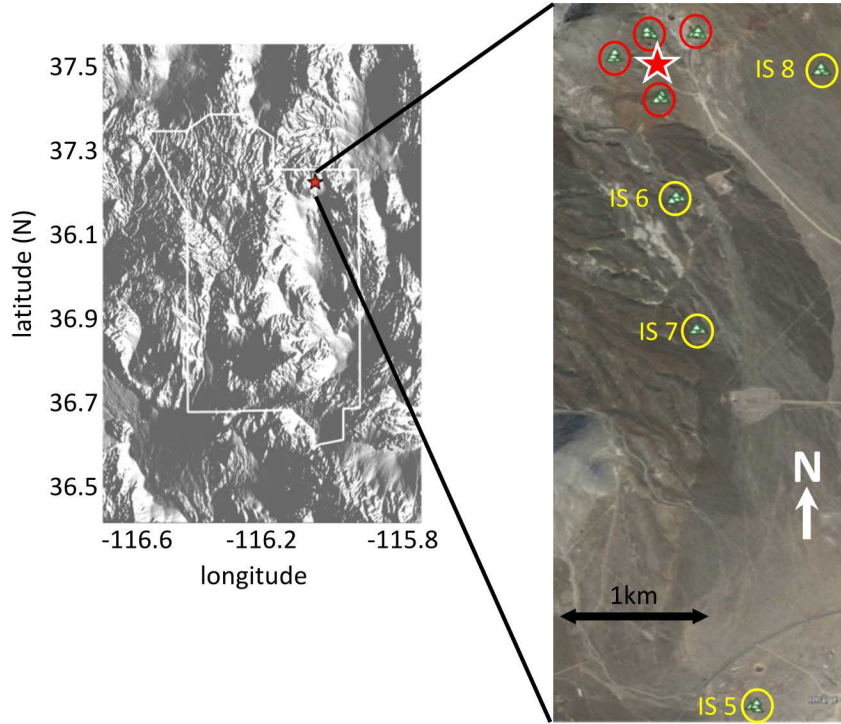 37.5
37.3
36.1
36.9
36.7
36.5
latitude (N)
-116.6
-116.2
-115.8
longitude
IS 8
IS 6
IS 7
N
1km
IS 5
Image